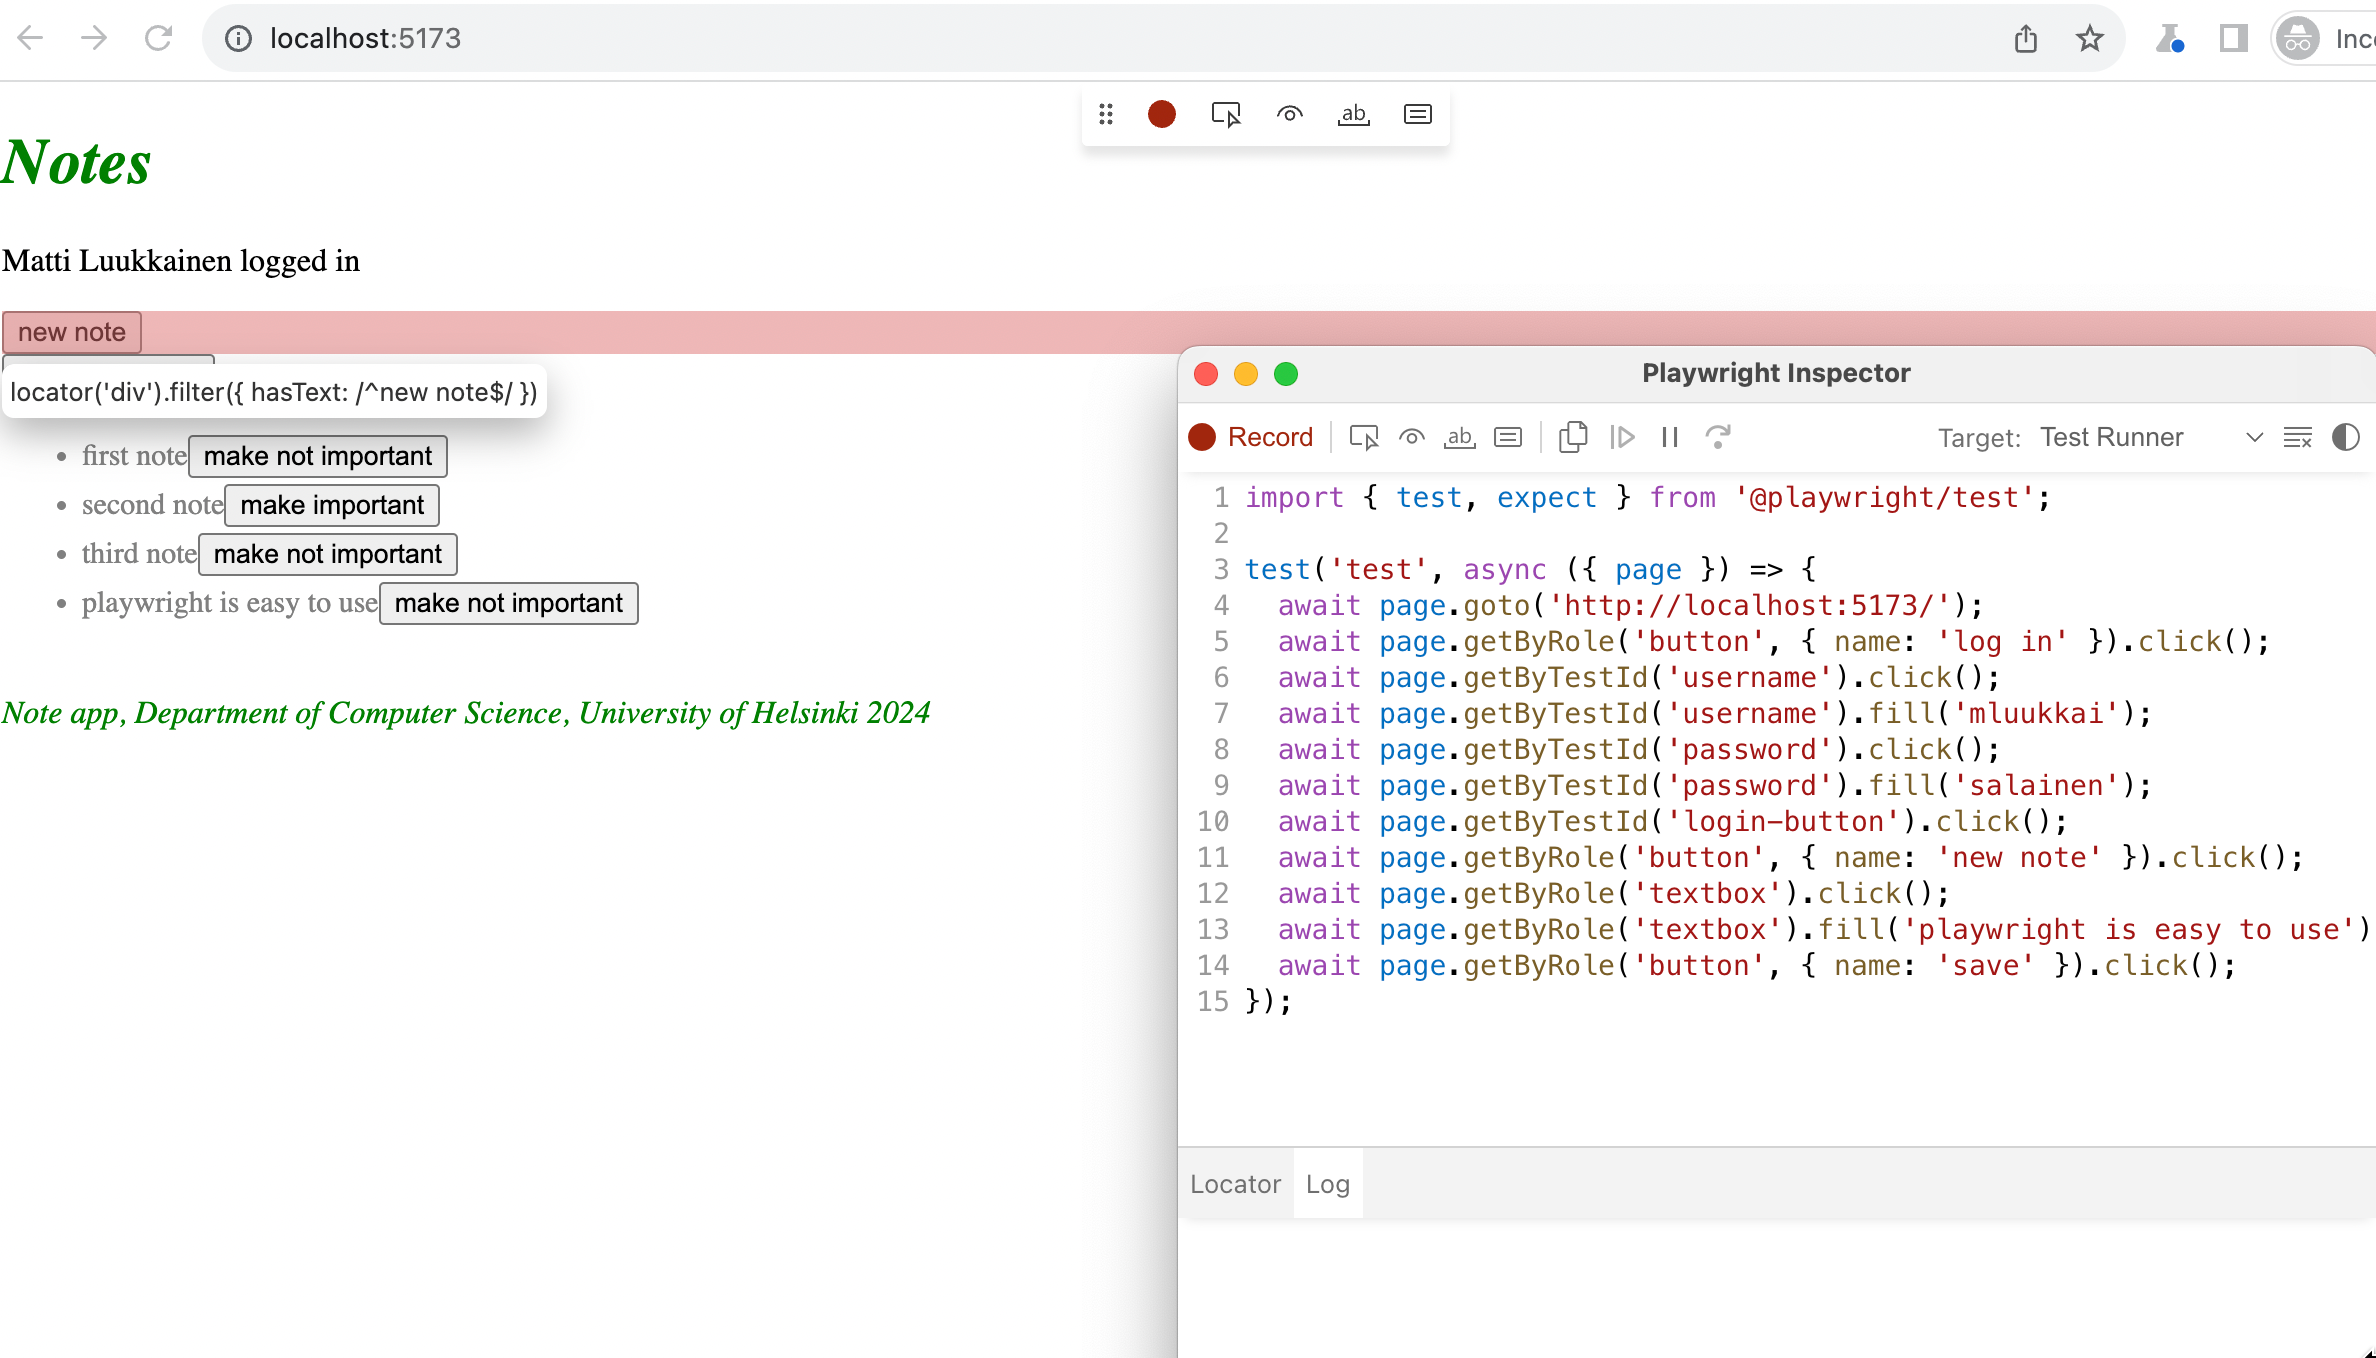 localhost:5173
Inc
Notes
Matti Luukkainen logged in
new note
locator('div').filter({ hasText: /^new note$/ })
first note make not important
second note make important
third note make not important
playwright is easy to use make not important
Note app, Department of Computer Science, University of Helsinki 2024
ab
Playwright Inspector
Record ab Target: Test Runner
1 import { test, expect } from '@playwright/test';
2
3 test('test', async ({ page }) => {
4 await page.goto('http://localhost:5173/');
5 await page.getByRole('button', { name: 'log in' }).click();
6 await page.getByTestId('username').click();
7 await page.getByTestId('username').fill('mluukkai');
8 await page.getByTestId('password').click();
9 await page.getByTestId('password').fill('salainen');
10 await page.getByTestId('login-button').click();
11 await page.getByRole('button', { name: 'new note' }).click();
12 await page.getByRole('textbox').click();
13 await page.getByRole('textbox').fill('playwright is easy to use')
14 await page.getByRole('button', { name: 'save' }).click();
15 });
Locator Log